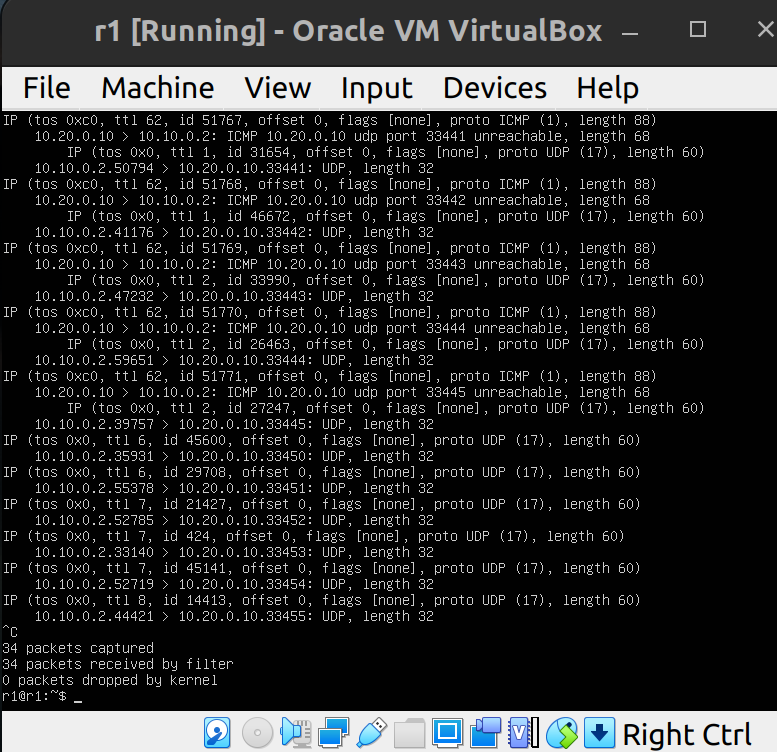 r1 [Running] - Oracle VM VirtualBox
File Machine View Input Devices Help
IP (tos 0xc0, ttl 62, id 51767, offset 0, flags [none], proto ICMP (1), length 88)
    10.20.0.10 > 10.10.0.2: ICMP 10.20.0.10 udp port 33441 unreachable, length 68
        IP (tos 0x0, ttl 1, id 31654, offset 0, flags [none], proto UDP (17), length 60)
    10.10.0.2.50794 > 10.20.0.10.33441: UDP, length 32
IP (tos 0xc0, ttl 62, id 51768, offset 0, flags [none], proto ICMP (1), length 88)
    10.20.0.10 > 10.10.0.2: ICMP 10.20.0.10 udp port 33442 unreachable, length 68
        IP (tos 0x0, ttl 1, id 46672, offset 0, flags [none], proto UDP (17), length 60)
    10.10.0.2.41176 > 10.20.0.10.33442: UDP, length 32
IP (tos 0xc0, ttl 62, id 51769, offset 0, flags [none], proto ICMP (1), length 88)
    10.20.0.10 > 10.10.0.2: ICMP 10.20.0.10 udp port 33443 unreachable, length 68
        IP (tos 0x0, ttl 2, id 33990, offset 0, flags [none], proto UDP (17), length 60)
    10.10.0.2.47232 > 10.20.0.10.33443: UDP, length 32
IP (tos 0xc0, ttl 62, id 51770, offset 0, flags [none], proto ICMP (1), length 88)
    10.20.0.10 > 10.10.0.2: ICMP 10.20.0.10 udp port 33444 unreachable, length 68
        IP (tos 0x0, ttl 2, id 26463, offset 0, flags [none], proto UDP (17), length 60)
    10.10.0.2.59651 > 10.20.0.10.33444: UDP, length 32
IP (tos 0xc0, ttl 62, id 51771, offset 0, flags [none], proto ICMP (1), length 88)
    10.20.0.10 > 10.10.0.2: ICMP 10.20.0.10 udp port 33445 unreachable, length 68
        IP (tos 0x0, ttl 2, id 27247, offset 0, flags [none], proto UDP (17), length 60)
    10.10.0.2.39757 > 10.20.0.10.33445: UDP, length 32
IP (tos 0x0, ttl 6, id 45600, offset 0, flags [none], proto UDP (17), length 60)
    10.10.0.2.35931 > 10.20.0.10.33450: UDP, length 32
IP (tos 0x0, ttl 6, id 29708, offset 0, flags [none], proto UDP (17), length 60)
    10.10.0.2.55378 > 10.20.0.10.33451: UDP, length 32
IP (tos 0x0, ttl 7, id 21427, offset 0, flags [none], proto UDP (17), length 60)
    10.10.0.2.52785 > 10.20.0.10.33452: UDP, length 32
IP (tos 0x0, ttl 7, id 424, offset 0, flags [none], proto UDP (17), length 60)
    10.10.0.2.33140 > 10.20.0.10.33453: UDP, length 32
IP (tos 0x0, ttl 7, id 45141, offset 0, flags [none], proto UDP (17), length 60)
    10.10.0.2.52719 > 10.20.0.10.33454: UDP, length 32
IP (tos 0x0, ttl 8, id 14413, offset 0, flags [none], proto UDP (17), length 60)
    10.10.0.2.44421 > 10.20.0.10.33455: UDP, length 32
^C
34 packets captured
34 packets received by filter
0 packets dropped by kernel
r1@r1:~$ _
V Right Ctrl